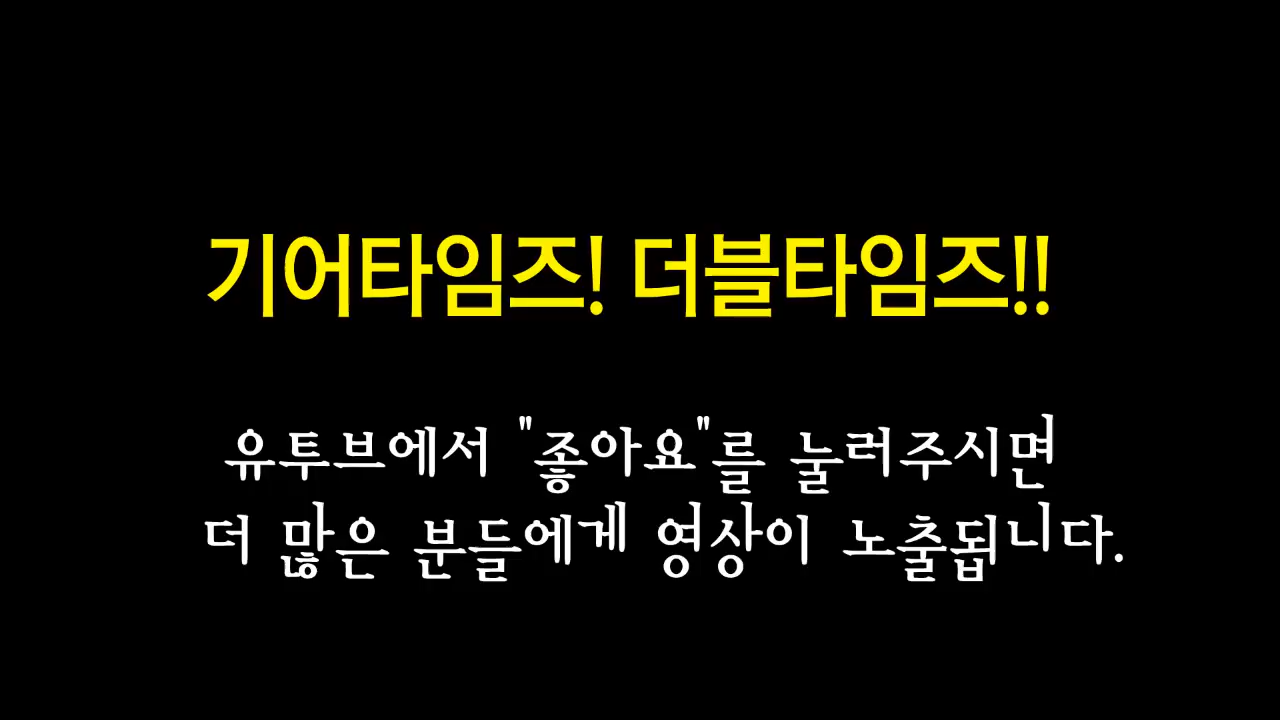 기어타임즈! 더블타임즈!!
유투브에서 "좋아요"를 눌러주시면
더 많은 분들에게 영상이 노출됩니다.